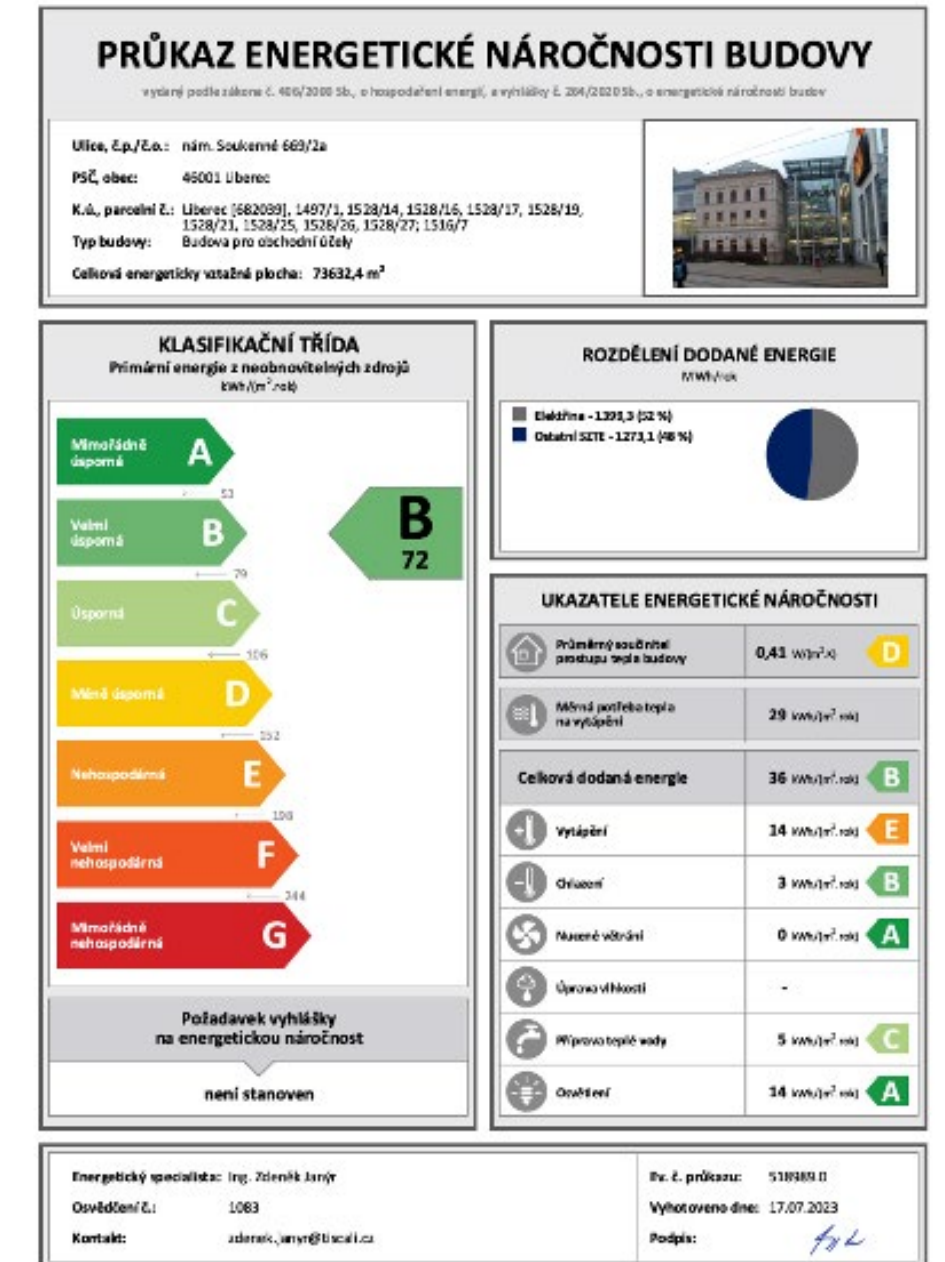 PRŮKAZ ENERGETICKÉ NÁROČNOSTI BUDOVY
vydaný podle zákona č. 406/2000 Sb., o hospodaření energií, a vyhlášky č. 264/2020 Sb., o energetické náročnosti budov
Ulice, č.p./č.o.: nám. Soukenné 669/2a
PSČ, obec: 46001 Liberec
K.ú., parcelní č.: Liberec [682039], 1497/1, 1528/14, 1528/16, 1528/17, 1528/19,
1528/21, 1528/25, 1528/26, 1528/27; 1516/7
Typ budovy: Budova pro obchodní účely
Celková energeticky vztažná plocha: 73632,4 m²
KLASIFIKAČNÍ TŘÍDA
Primární energie z neobnovitelných zdrojů
kWh/(m².rok)
Mimořádně
úsporná A
53
Velmi
úsporná B
79
Úsporná C
106
Méně úsporná D
152
Nehospodárná E
198
Velmi
nehospodárná F
244
Mimořádně
nehospodárná G
B
72
Požadavek vyhlášky
na energetickou náročnost
není stanoven
ROZDĚLENÍ DODANÉ ENERGIE
MWh/rok
Elektřina - 1393,3 (52 %)
Ostatní SZTE - 1273,1 (48 %)
UKAZATELE ENERGETICKÉ NÁROČNOSTI
Průměrný součinitel
prostupu tepla budovy 0,41 W/(m².K) D
Měrná potřeba tepla
na vytápění 29 kWh/(m².rok)
Celková dodaná energie 36 kWh/(m².rok) B
Vytápění 14 kWh/(m².rok) E
Chlazení 3 kWh/(m².rok) B
Nucené větrání 0 kWh/(m².rok) A
Úprava vlhkosti -
Příprava teplé vody 5 kWh/(m².rok) C
Osvětlení 14 kWh/(m².rok) A
Energetický specialista: Ing. Zdeněk Janýr
Osvědčení č.: 1083
Kontakt: zdenek.janyr@tiscali.cz
Ev. č. průkazu: 518989.0
Vyhotoveno dne: 17.07.2023
Podpis: